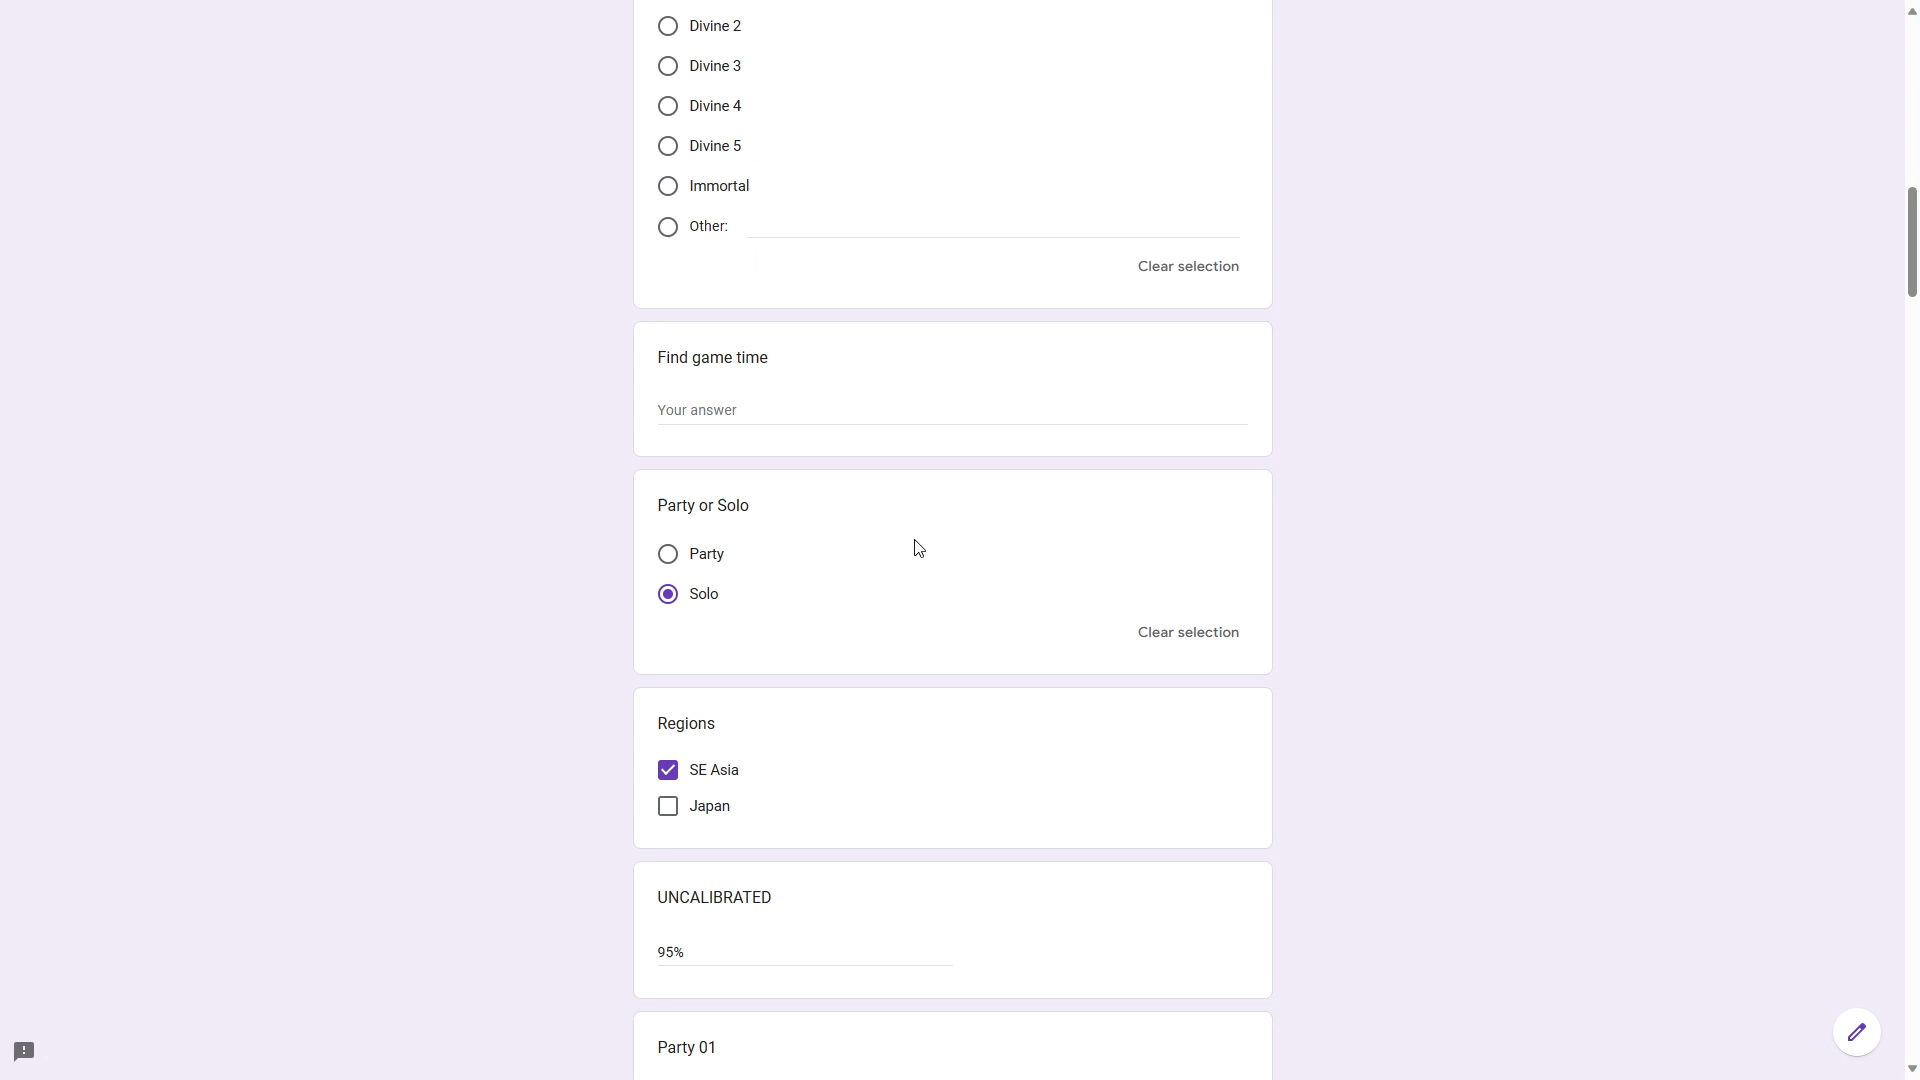 Divine 2
Divine 3
Divine 4
Divine 5
Immortal
Other:
Clear selection
Find game time
Your answer
Party or Solo
Party
Solo
Clear selection
Regions
SE Asia
Japan
UNCALIBRATED
95%
Party 01